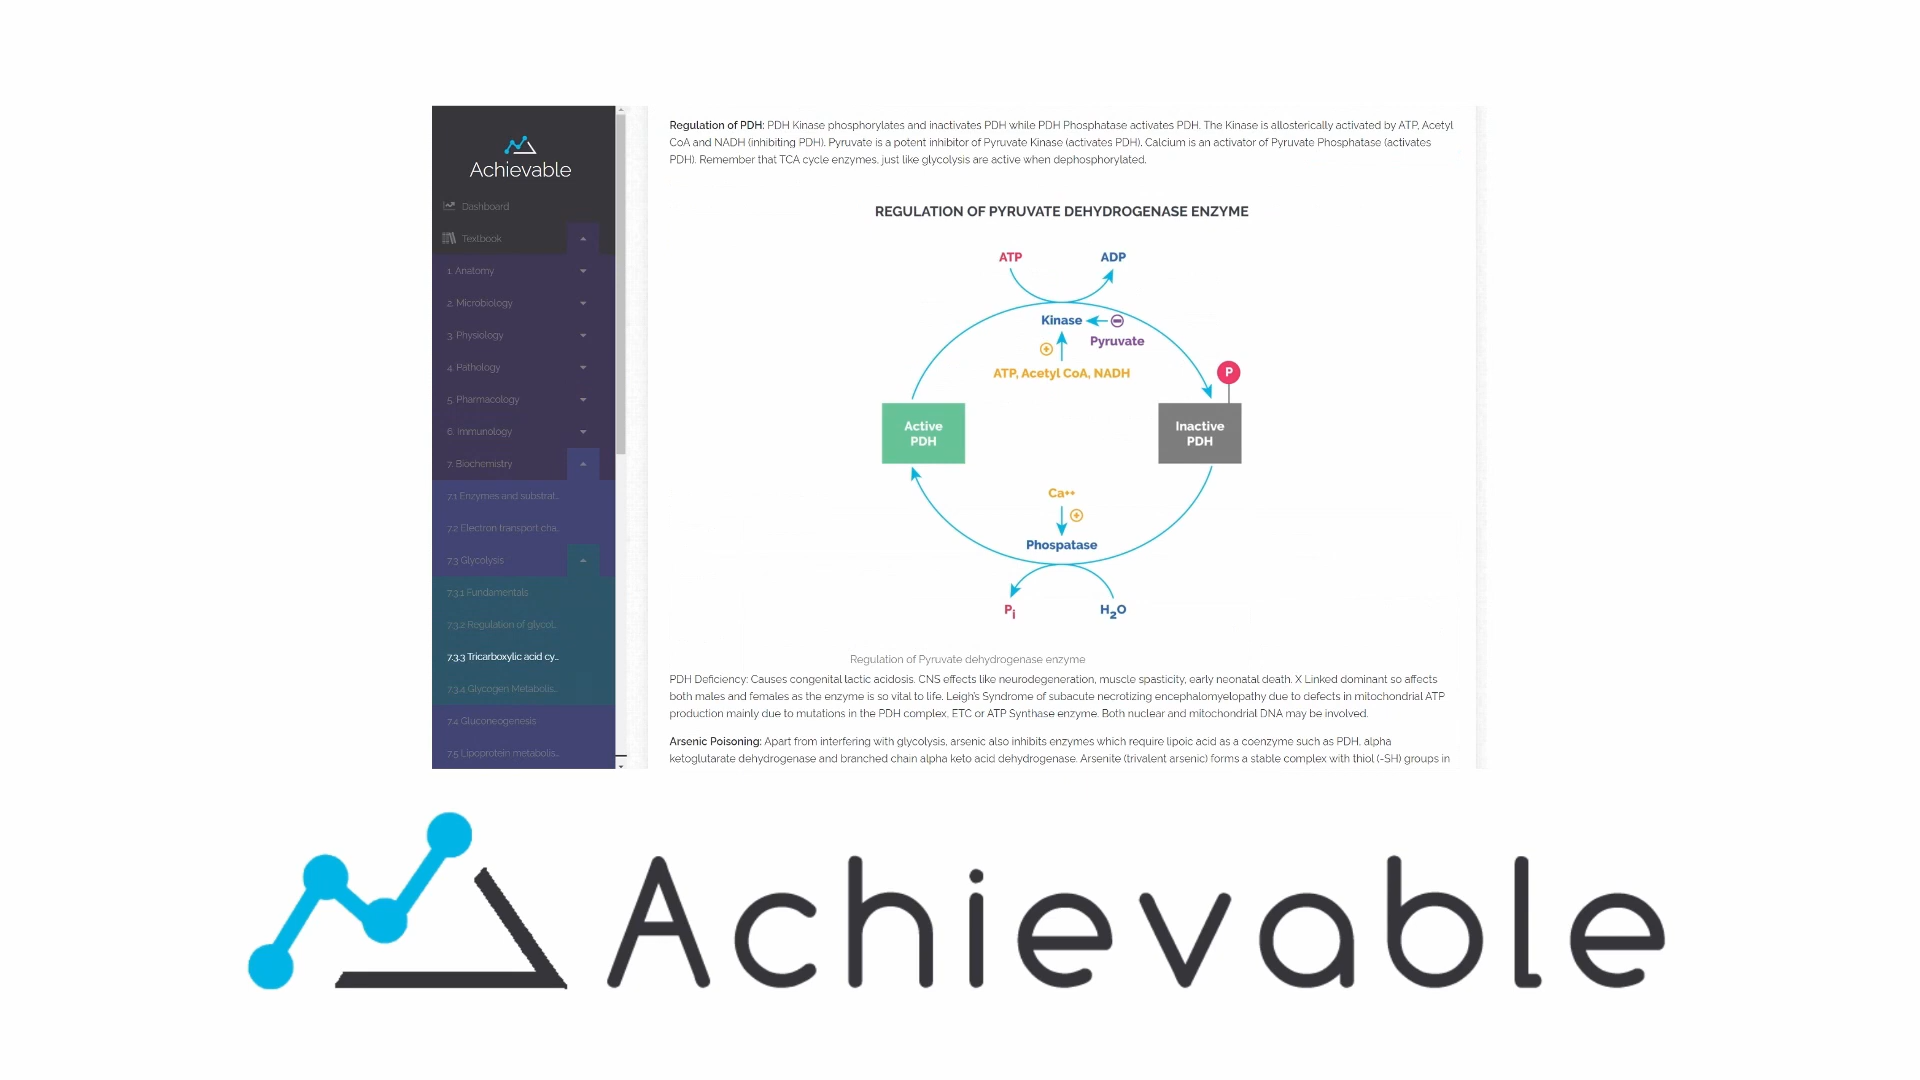 Achievable
Dashboard
Textbook
1. Anatomy
2. Microbiology
3. Physiology
4. Pathology
5. Pharmacology
6. Immunology
7. Biochemistry
7.1 Enzymes and substrat...
7.2 Electron transport cha...
7.3 Glycolysis
7.3.1 Fundamentals
7.3.2 Regulation of glycol...
7.3.3 Tricarboxylic acid cy...
7.3.4 Glycogen Metabolis...
7.4 Gluconeogenesis
7.5 Lipoprotein metabolis...
Regulation of PDH: PDH Kinase phosphorylates and inactivates PDH while PDH Phosphatase activates PDH. The Kinase is allosterically activated by ATP, Acetyl
CoA and NADH (inhibiting PDH). Pyruvate is a potent inhibitor of Pyruvate Kinase (activates PDH). Calcium is an activator of Pyruvate Phosphatase (activates
PDH). Remember that TCA cycle enzymes, just like glycolysis are active when dephosphorylated.
REGULATION OF PYRUVATE DEHYDROGENASE ENZYME
ATP
ADP
Kinase
Pyruvate
ATP, Acetyl CoA, NADH
P
Active
PDH
Inactive
PDH
Ca++
Phospatase
Pi
H2O
Regulation of Pyruvate dehydrogenase enzyme
PDH Deficiency: Causes congenital lactic acidosis. CNS effects like neurodegeneration, muscle spasticity, early neonatal death. X Linked dominant so affects
both males and females as the enzyme is so vital to life. Leigh's Syndrome of subacute necrotizing encephalomyelopathy due to defects in mitochondrial ATP
production mainly due to mutations in the PDH complex, ETC or ATP Synthase enzyme. Both nuclear and mitochondrial DNA may be involved.
Arsenic Poisoning: Apart from interfering with glycolysis, arsenic also inhibits enzymes which require lipoic acid as a coenzyme such as PDH, alpha
ketoglutarate dehydrogenase and branched chain alpha keto acid dehydrogenase. Arsenite (trivalent arsenic) forms a stable complex with thiol (-SH) groups in
Achievable